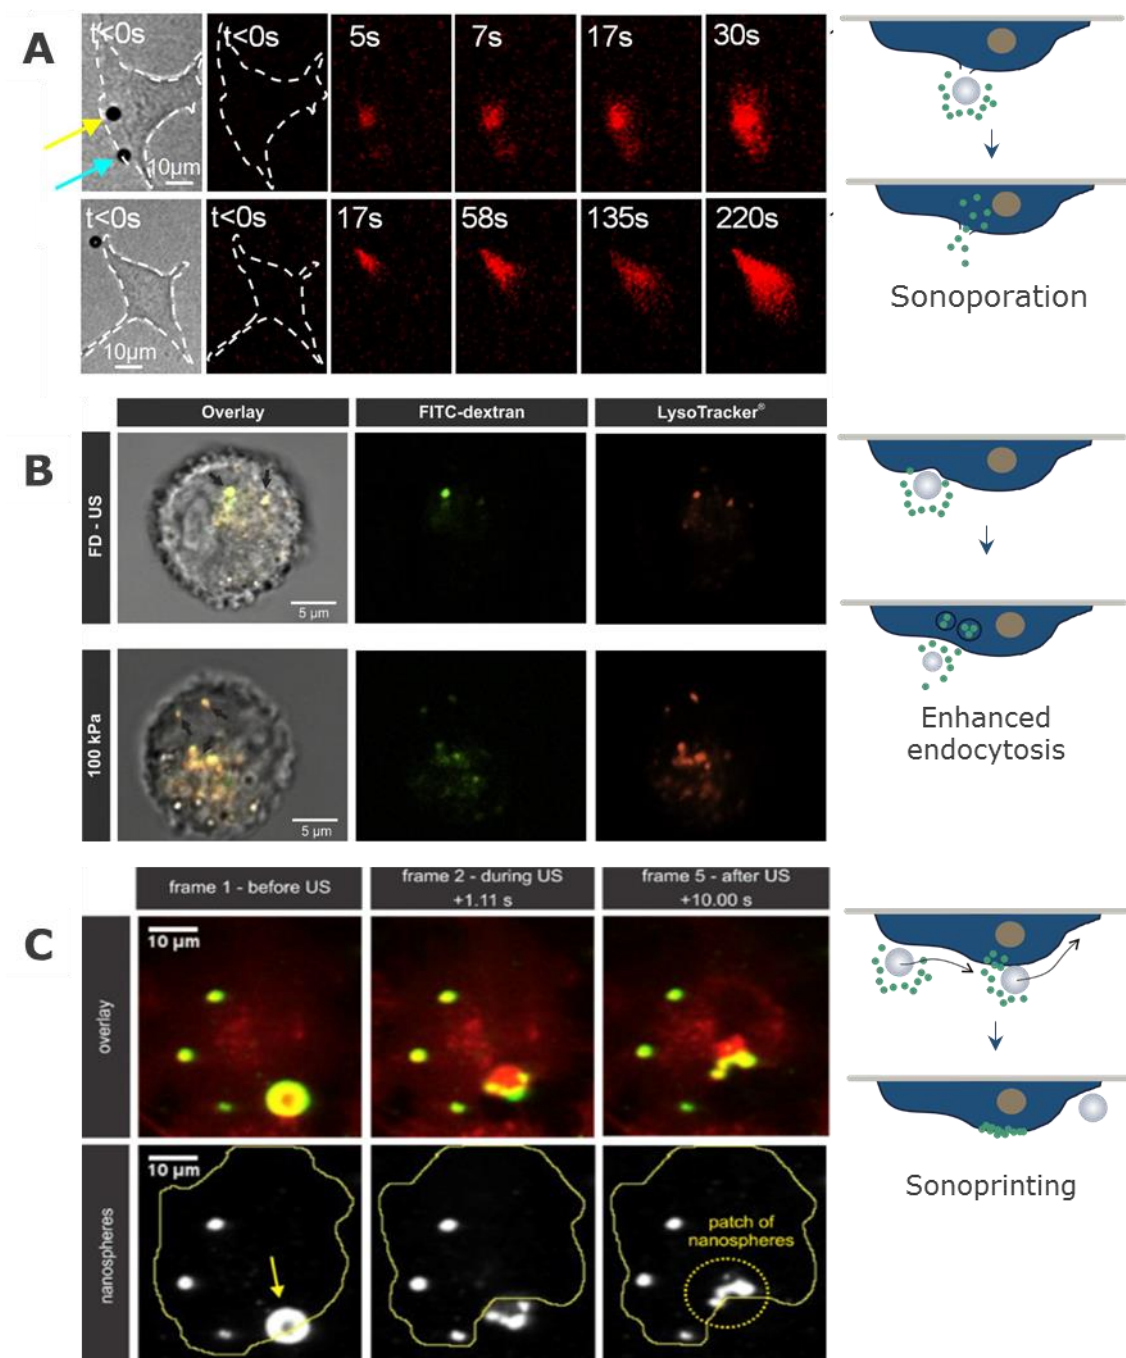 A
t<0s
t<0s
5s
7s
17s
30s
10μm
t<0s
t<0s
17s
58s
135s
220s
10μm
Sonoporation
B
Overlay
FITC-dextran
LysoTracker®
FD - US
5 μm
100 kPa
5 μm
Enhanced
endocytosis
C
frame 1 - before US
frame 2 - during US
+1.11 s
frame 5 - after US
+10.00 s
overlay
10 μm
nanospheres
10 μm
patch of
nanospheres
Sonoprinting